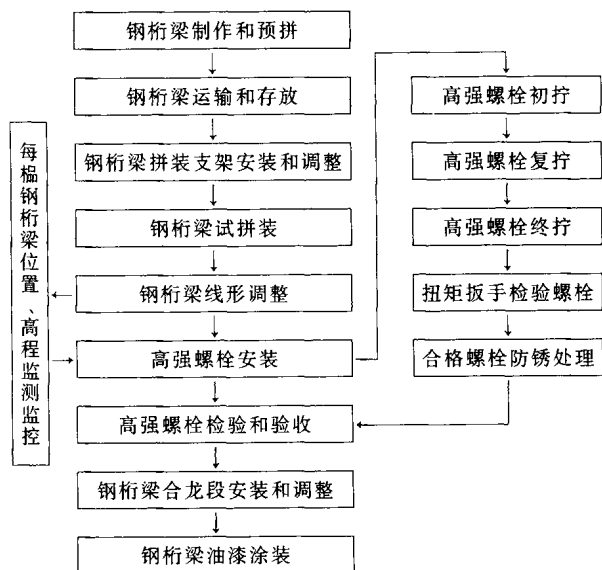 钢桁梁制作和预拼
钢桁梁运输和存放
钢桁梁拼装支架安装和调整
钢桁梁试拼装
钢桁梁线形调整
高强螺栓安装
高强螺栓检验和验收
钢桁梁合龙段安装和调整
钢桁梁油漆涂装
每榀钢桁梁位置、高程监测监控
高强螺栓初拧
高强螺栓复拧
高强螺栓终拧
扭矩扳手检验螺栓
合格螺栓防锈处理